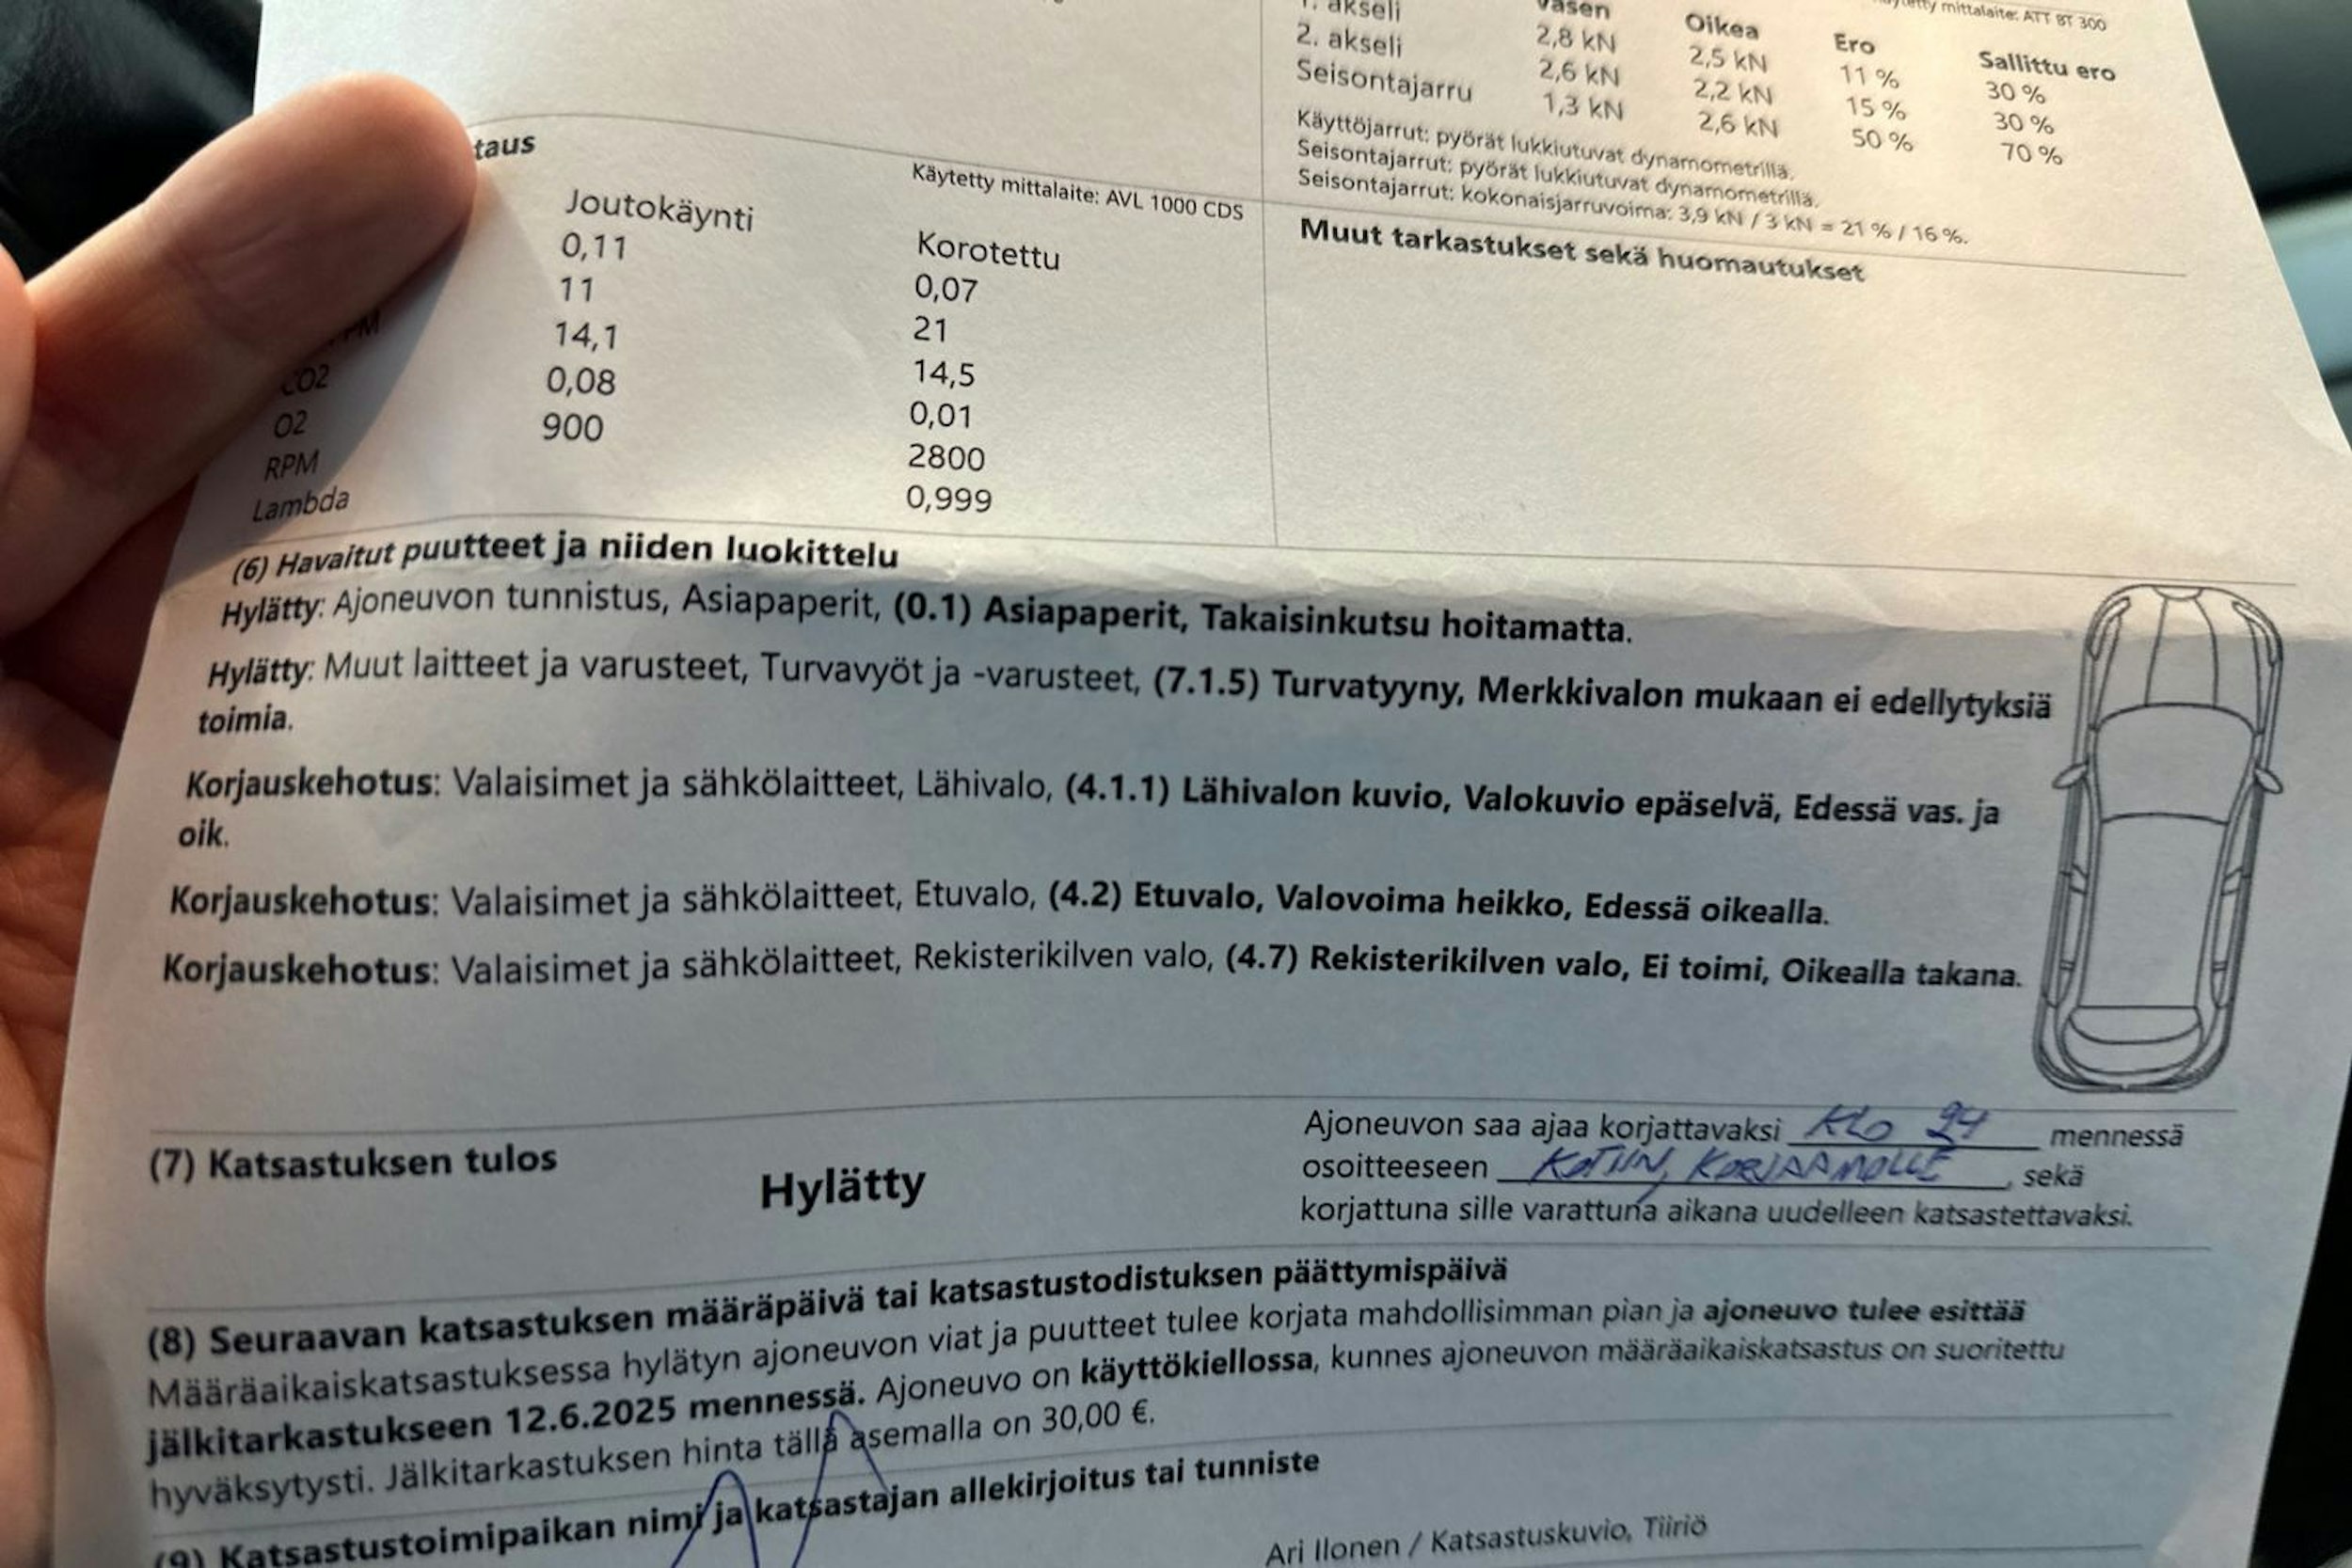 Käytetty mittalaite: ATT BT 300
Vasen Oikea Ero Sallittu ero
1. akseli 2,8 kN 2,5 kN 11 % 30 %
2. akseli 2,6 kN 2,2 kN 15 % 30 %
Seisontajarru 1,3 kN 2,6 kN 50 % 70 %
Käyttöjarrut: pyörät lukkiutuvat dynamometrillä.
Seisontajarrut: pyörät lukkiutuvat dynamometrillä.
Seisontajarrut: kokonaisjarruvoima: 3,9 kN / 3 kN = 21 % / 16 %.
Muut tarkastukset sekä huomautukset
taus
Käytetty mittalaite: AVL 1000 CDS
Joutokäynti Korotettu
0,11 0,07
PM 11 21
CO2 14,1 14,5
O2 0,08 0,01
RPM 900 2800
Lambda 0,999
(6) Havaitut puutteet ja niiden luokittelu
Hylätty: Ajoneuvon tunnistus, Asiapaperit, (0.1) Asiapaperit, Takaisinkutsu hoitamatta.
Hylätty: Muut laitteet ja varusteet, Turvavyöt ja -varusteet, (7.1.5) Turvatyyny, Merkkivalon mukaan ei edellytyksiä
toimia.
Korjauskehotus: Valaisimet ja sähkölaitteet, Lähivalo, (4.1.1) Lähivalon kuvio, Valokuvio epäselvä, Edessä vas. ja
oik.
Korjauskehotus: Valaisimet ja sähkölaitteet, Etuvalo, (4.2) Etuvalo, Valovoima heikko, Edessä oikealla.
Korjauskehotus: Valaisimet ja sähkölaitteet, Rekisterikilven valo, (4.7) Rekisterikilven valo, Ei toimi, Oikealla takana.
(7) Katsastuksen tulos
Hylätty
Ajoneuvon saa ajaa korjattavaksi KLO 24 mennessä
osoitteeseen KOTIIN, KORJAAMOLLE, sekä
korjattuna sille varattuna aikana uudelleen katsastettavaksi.
(8) Seuraavan katsastuksen määräpäivä tai katsastustodistuksen päättymispäivä
Määräaikaiskatsastuksessa hylätyn ajoneuvon viat ja puutteet tulee korjata mahdollisimman pian ja ajoneuvo tulee esittää
jälkitarkastukseen 12.6.2025 mennessä. Ajoneuvo on käyttökiellossa, kunnes ajoneuvon määräaikaiskatsastus on suoritettu
hyväksytysti. Jälkitarkastuksen hinta tällä asemalla on 30,00 €.
(9) Katsastustoimipaikan nimi ja katsastajan allekirjoitus tai tunniste
Ari Ilonen / Katsastuskuvio, Tiiriö